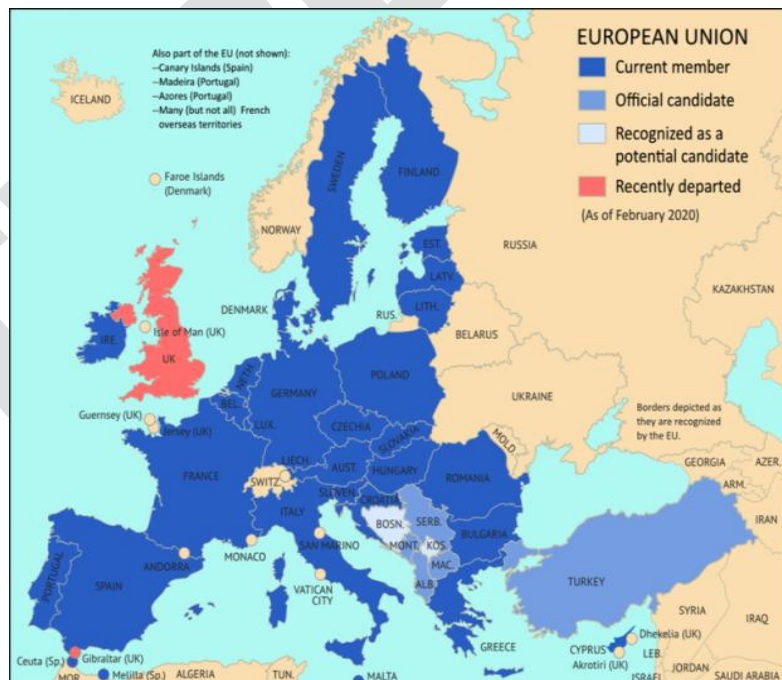 EUROPEAN UNION
Current member
Official candidate
Recognized as a
potential candidate
Recently departed
(As of February 2020)
Also part of the EU (not shown):
--Canary Islands (Spain)
--Madeira (Portugal)
--Azores (Portugal)
--Many (but not all) French
overseas territories
ICELAND
Faroe Islands
(Denmark)
SWEDEN
FINLAND
NORWAY
RUSSIA
EST.
LATV.
LITH.
KAZAKHSTAN
DENMARK
RUS.
Isle of Man (UK)
IRE.
UK
BELARUS
NETH.
POLAND
GERMANY
BEL.
UKRAINE
Guernsey (UK)
Jersey (UK)
LUX.
CZECHIA
SLOVAKIA
Borders depicted as
they are recognized
by the EU.
MOLD.
LIECH.
AUST.
HUNGARY
FRANCE
SWITZ.
ROMANIA
GEORGIA
AZER.
SLOVEN.
CROATIA
ARM.
ITALY
BOSN.
SERB.
IRAN
MONT.
KOS.
BULGARIA
SAN MARINO
MONACO
ANDORRA
MAC.
PORTUGAL
SPAIN
VATICAN
CITY
ALB.
TURKEY
SYRIA
IRAQ
GREECE
CYPRUS
Dhekelia (UK)
LEB.
Akrotiri (UK)
Ceuta (Sp.)
Gibraltar (UK)
MOR.
Melilla (Sp.)
ALGERIA
TUN.
MALTA
ISRAEL
JORDAN
SAUDI ARABIA